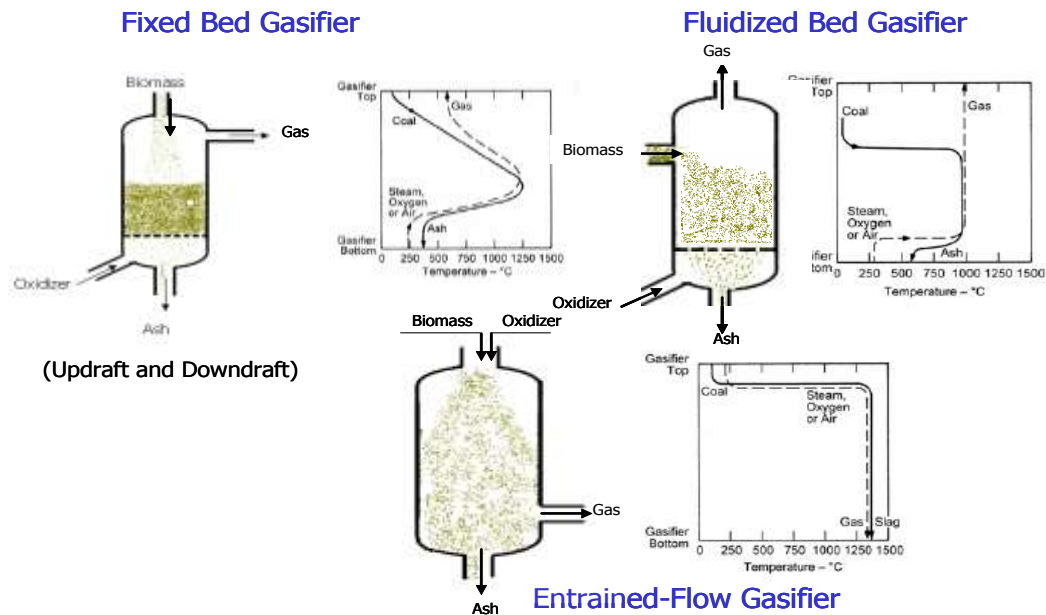 Fixed Bed Gasifier
Biomass
Gas
Oxidizer
Ash
(Updraft and Downdraft)
Gasifier
Top
Gas
Coal
Steam,
Oxygen
or Air
Ash
Gasifier
Bottom
0 250 500 750 1000 1250 1500
Temperature – °C
Fluidized Bed Gasifier
Gas
Biomass
Oxidizer
Ash
Gasifier
Top
Gas
Coal
Steam,
Oxygen
or Air
Ash
ifier
tom
0 250 500 750 1000 1250 1500
Temperature – °C
Biomass Oxidizer
Gas
Ash
Gasifier
Top
Coal
Steam,
Oxygen
or Air
Gas Slag
Gasifier
Bottom
0 250 500 750 1000 1250 1500
Temperature – °C
Entrained-Flow Gasifier